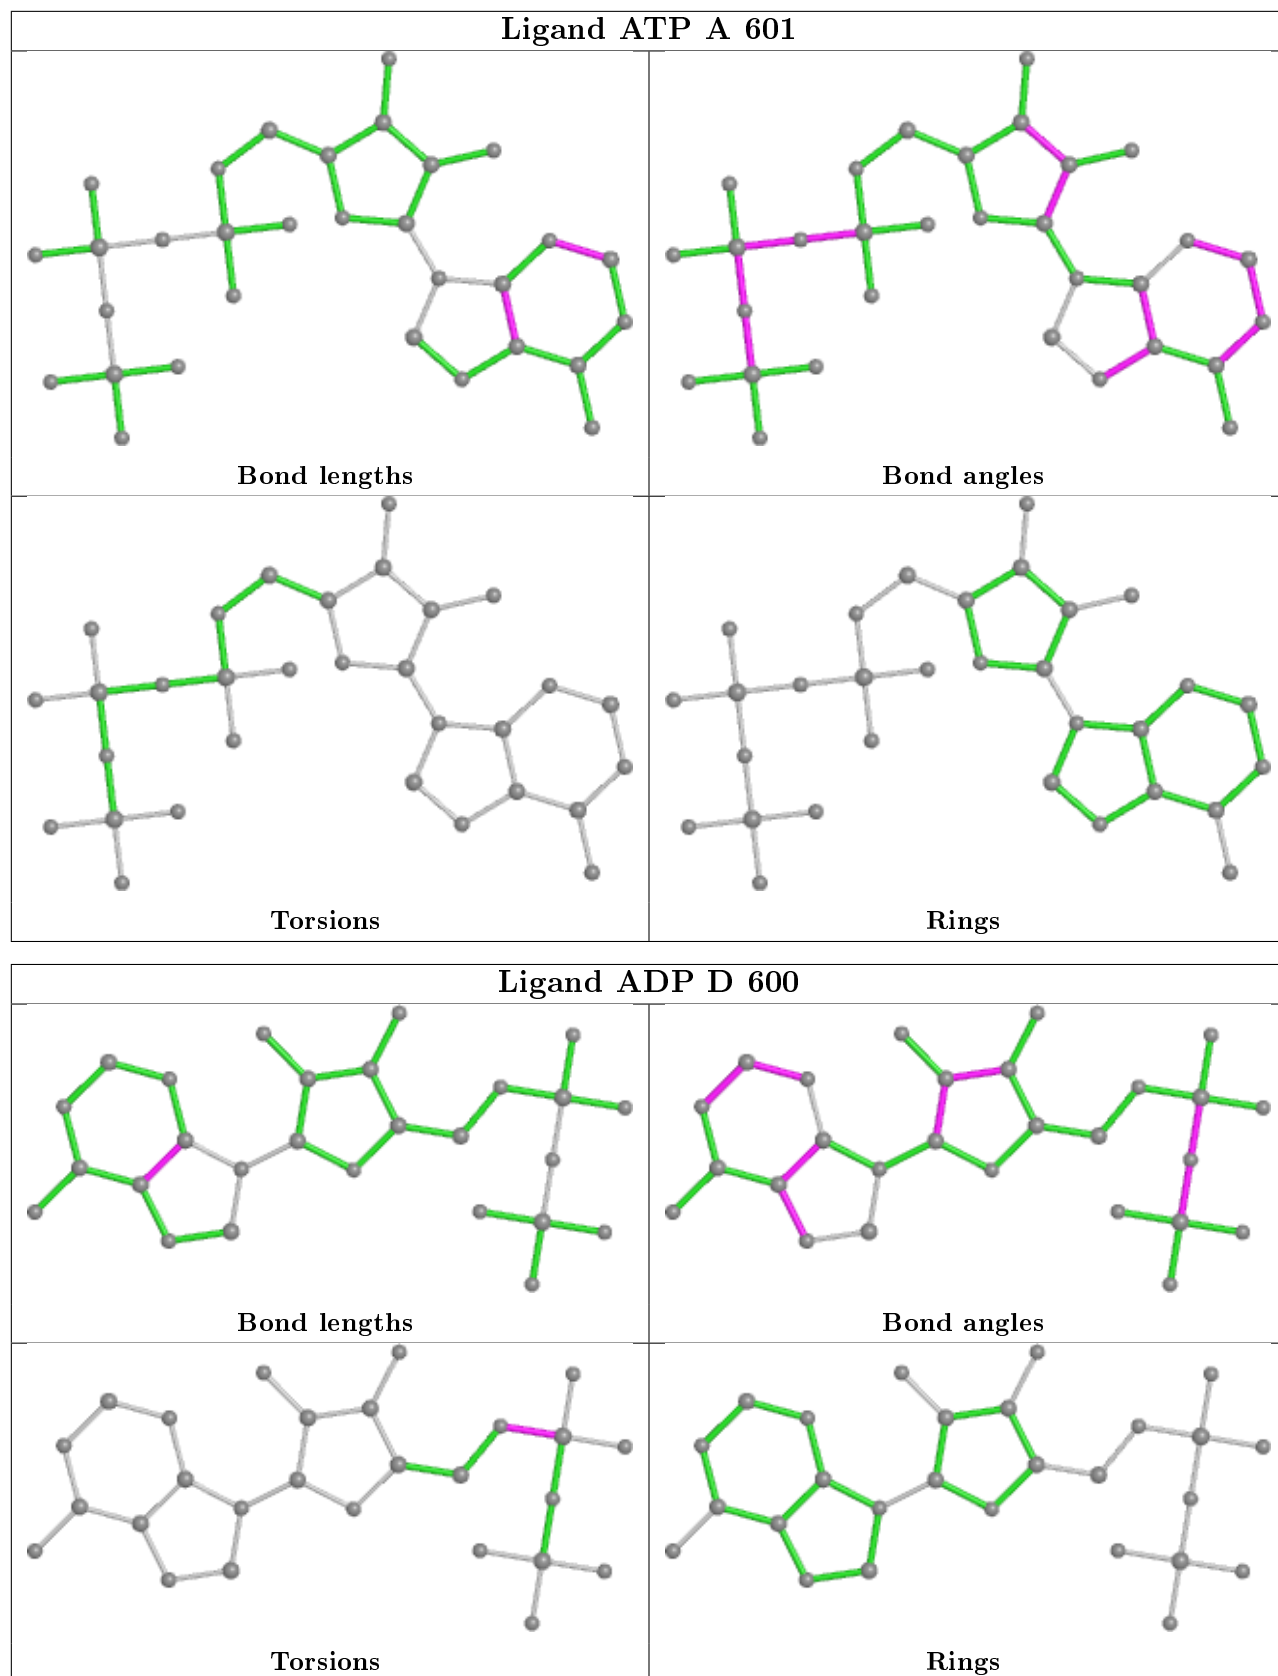 Ligand ATP A 601
Bond lengths
Bond angles
Torsions
Rings
Ligand ADP D 600
Bond lengths
Bond angles
Torsions
Rings